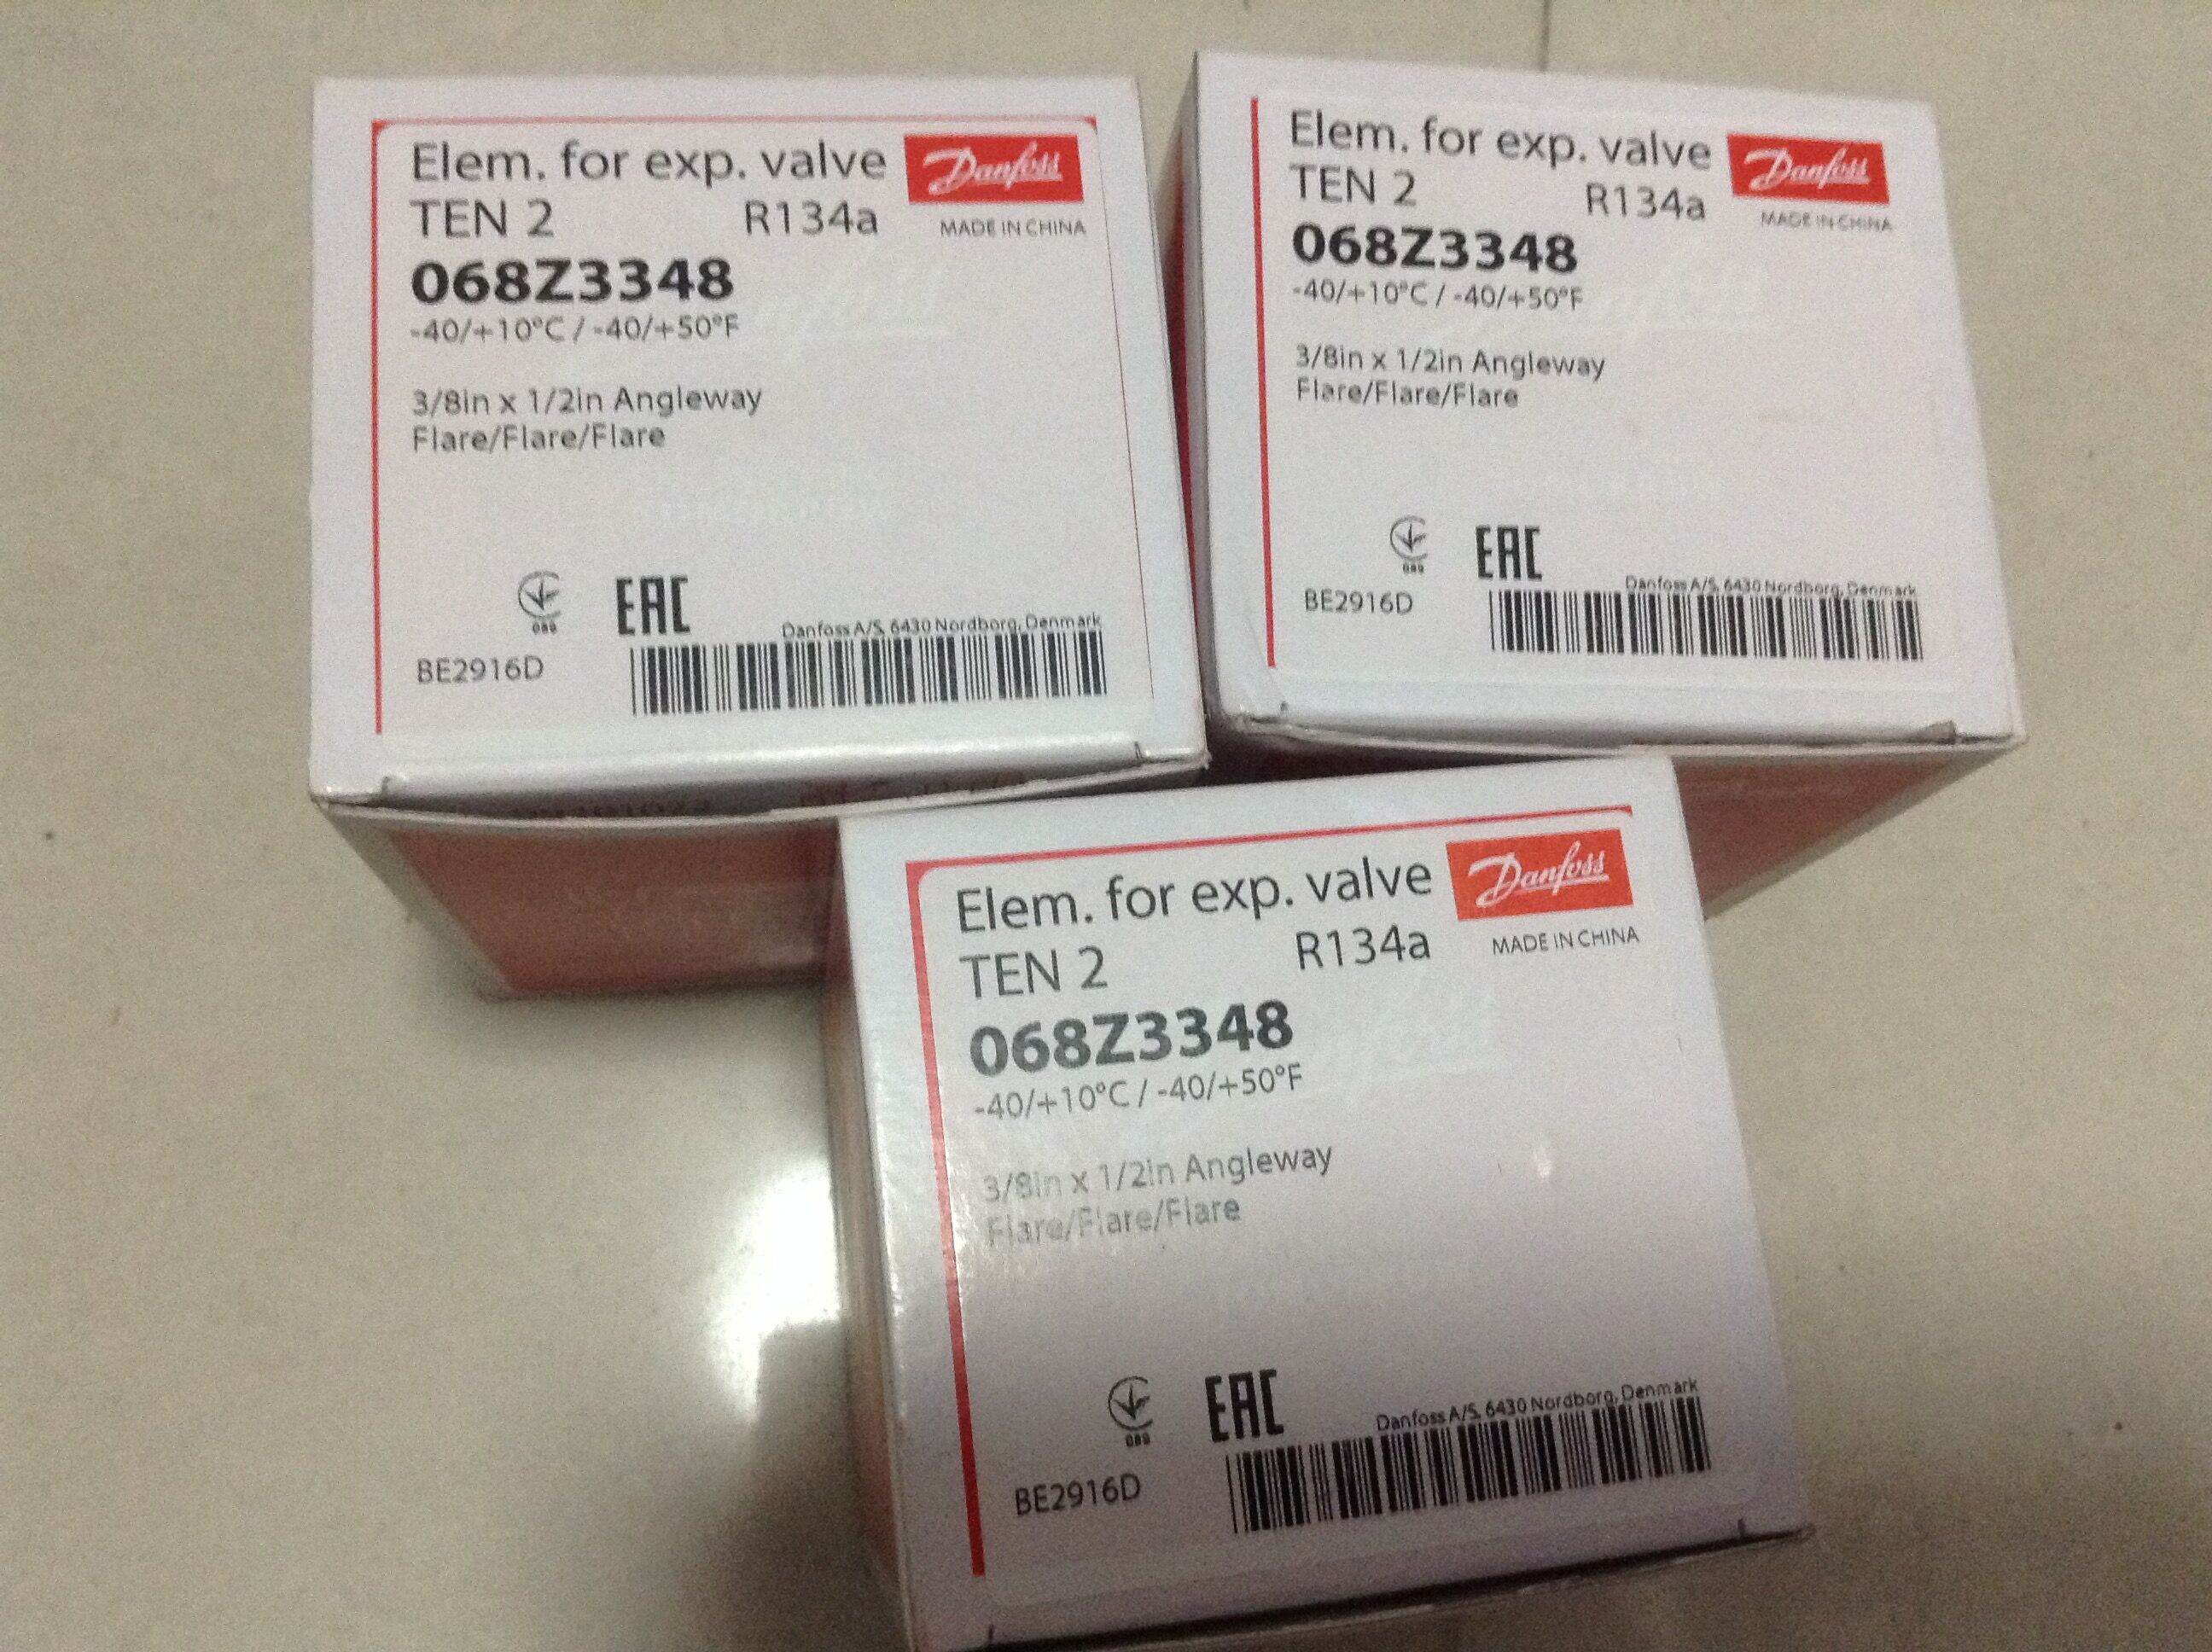 Elem. for exp. valve
Danfoss
TEN 2 R134a
MADE IN CHINA
068Z3348
-40/+10°C / -40/+50°F
3/8in x 1/2in Angleway
Flare/Flare/Flare
EAC
Danfoss A/S, 6430 Nordborg, Denmark
BE2916D
Elem. for exp. valve
Danfoss
TEN 2 R134a
MADE IN CHINA
068Z3348
-40/+10°C / -40/+50°F
3/8in x 1/2in Angleway
Flare/Flare/Flare
EAC
Danfoss A/S, 6430 Nordborg, Denmark
BE2916D
Elem. for exp. valve
Danfoss
TEN 2 R134a
MADE IN CHINA
068Z3348
-40/+10°C / -40/+50°F
3/8in x 1/2in Angleway
Flare/Flare/Flare
EAC
Danfoss A/S, 6430 Nordborg, Denmark
BE2916D